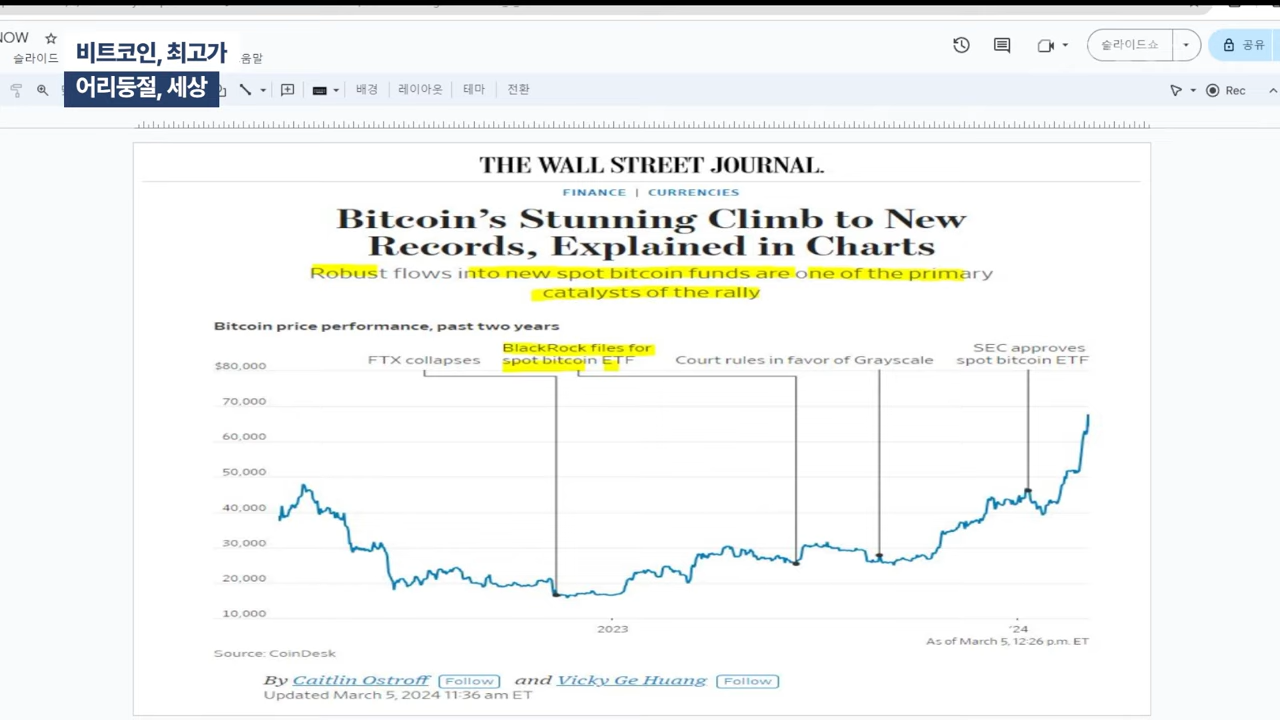 NOW
비트코인, 최고가
어리둥절, 세상
슬라이드
움말
슬라이드쇼
공유
배경
레이아웃
테마
전환
Rec
THE WALL STREET JOURNAL.
FINANCE | CURRENCIES
Bitcoin's Stunning Climb to New
Records, Explained in Charts
Robust flows into new spot bitcoin funds are one of the primary
catalysts of the rally
Bitcoin price performance, past two years
FTX collapses
BlackRock files for
spot bitcoin ETF
Court rules in favor of Grayscale
SEC approves
spot bitcoin ETF
$80,000
70,000
60,000
50,000
40,000
30,000
20,000
10,000
2023
'24
As of March 5, 12:26 p.m. ET
Source: CoinDesk
By Caitlin Ostroff Follow and Vicky Ge Huang Follow
Updated March 5, 2024 11:36 am ET